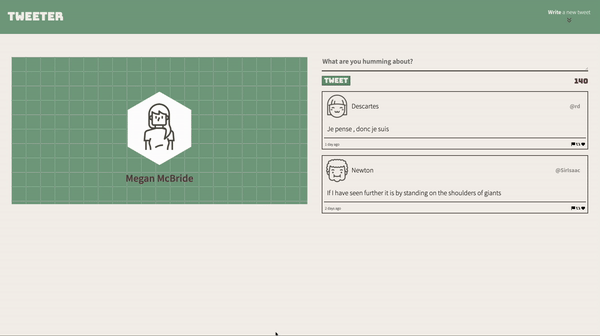 TWEETER
Write a new tweet
Megan McBride
What are you humming about?
TWEET
140
Descartes
@rd
Je pense , donc je suis
1 day ago
Newton
@SirIsaac
If I have seen further it is by standing on the shoulders of giants
2 days ago